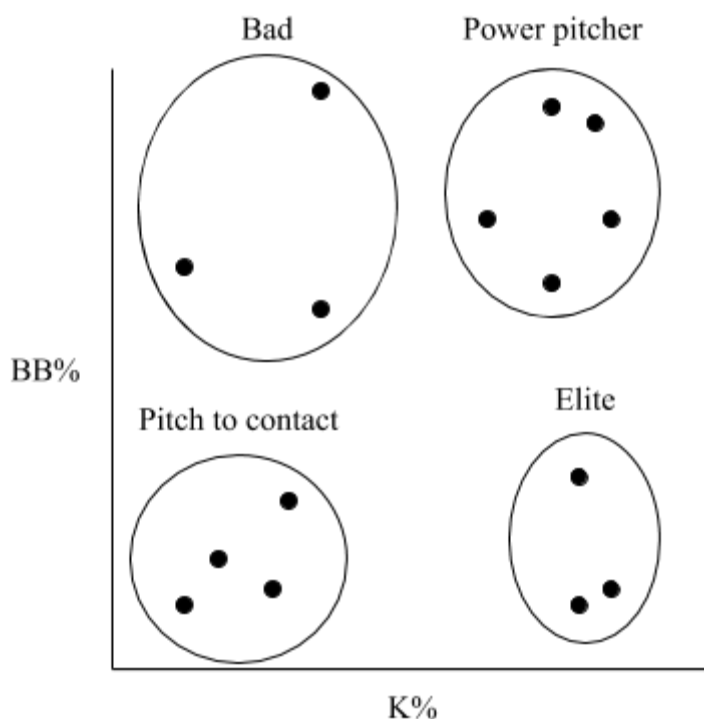 Bad
Power pitcher
BB%
Pitch to contact
Elite
K%